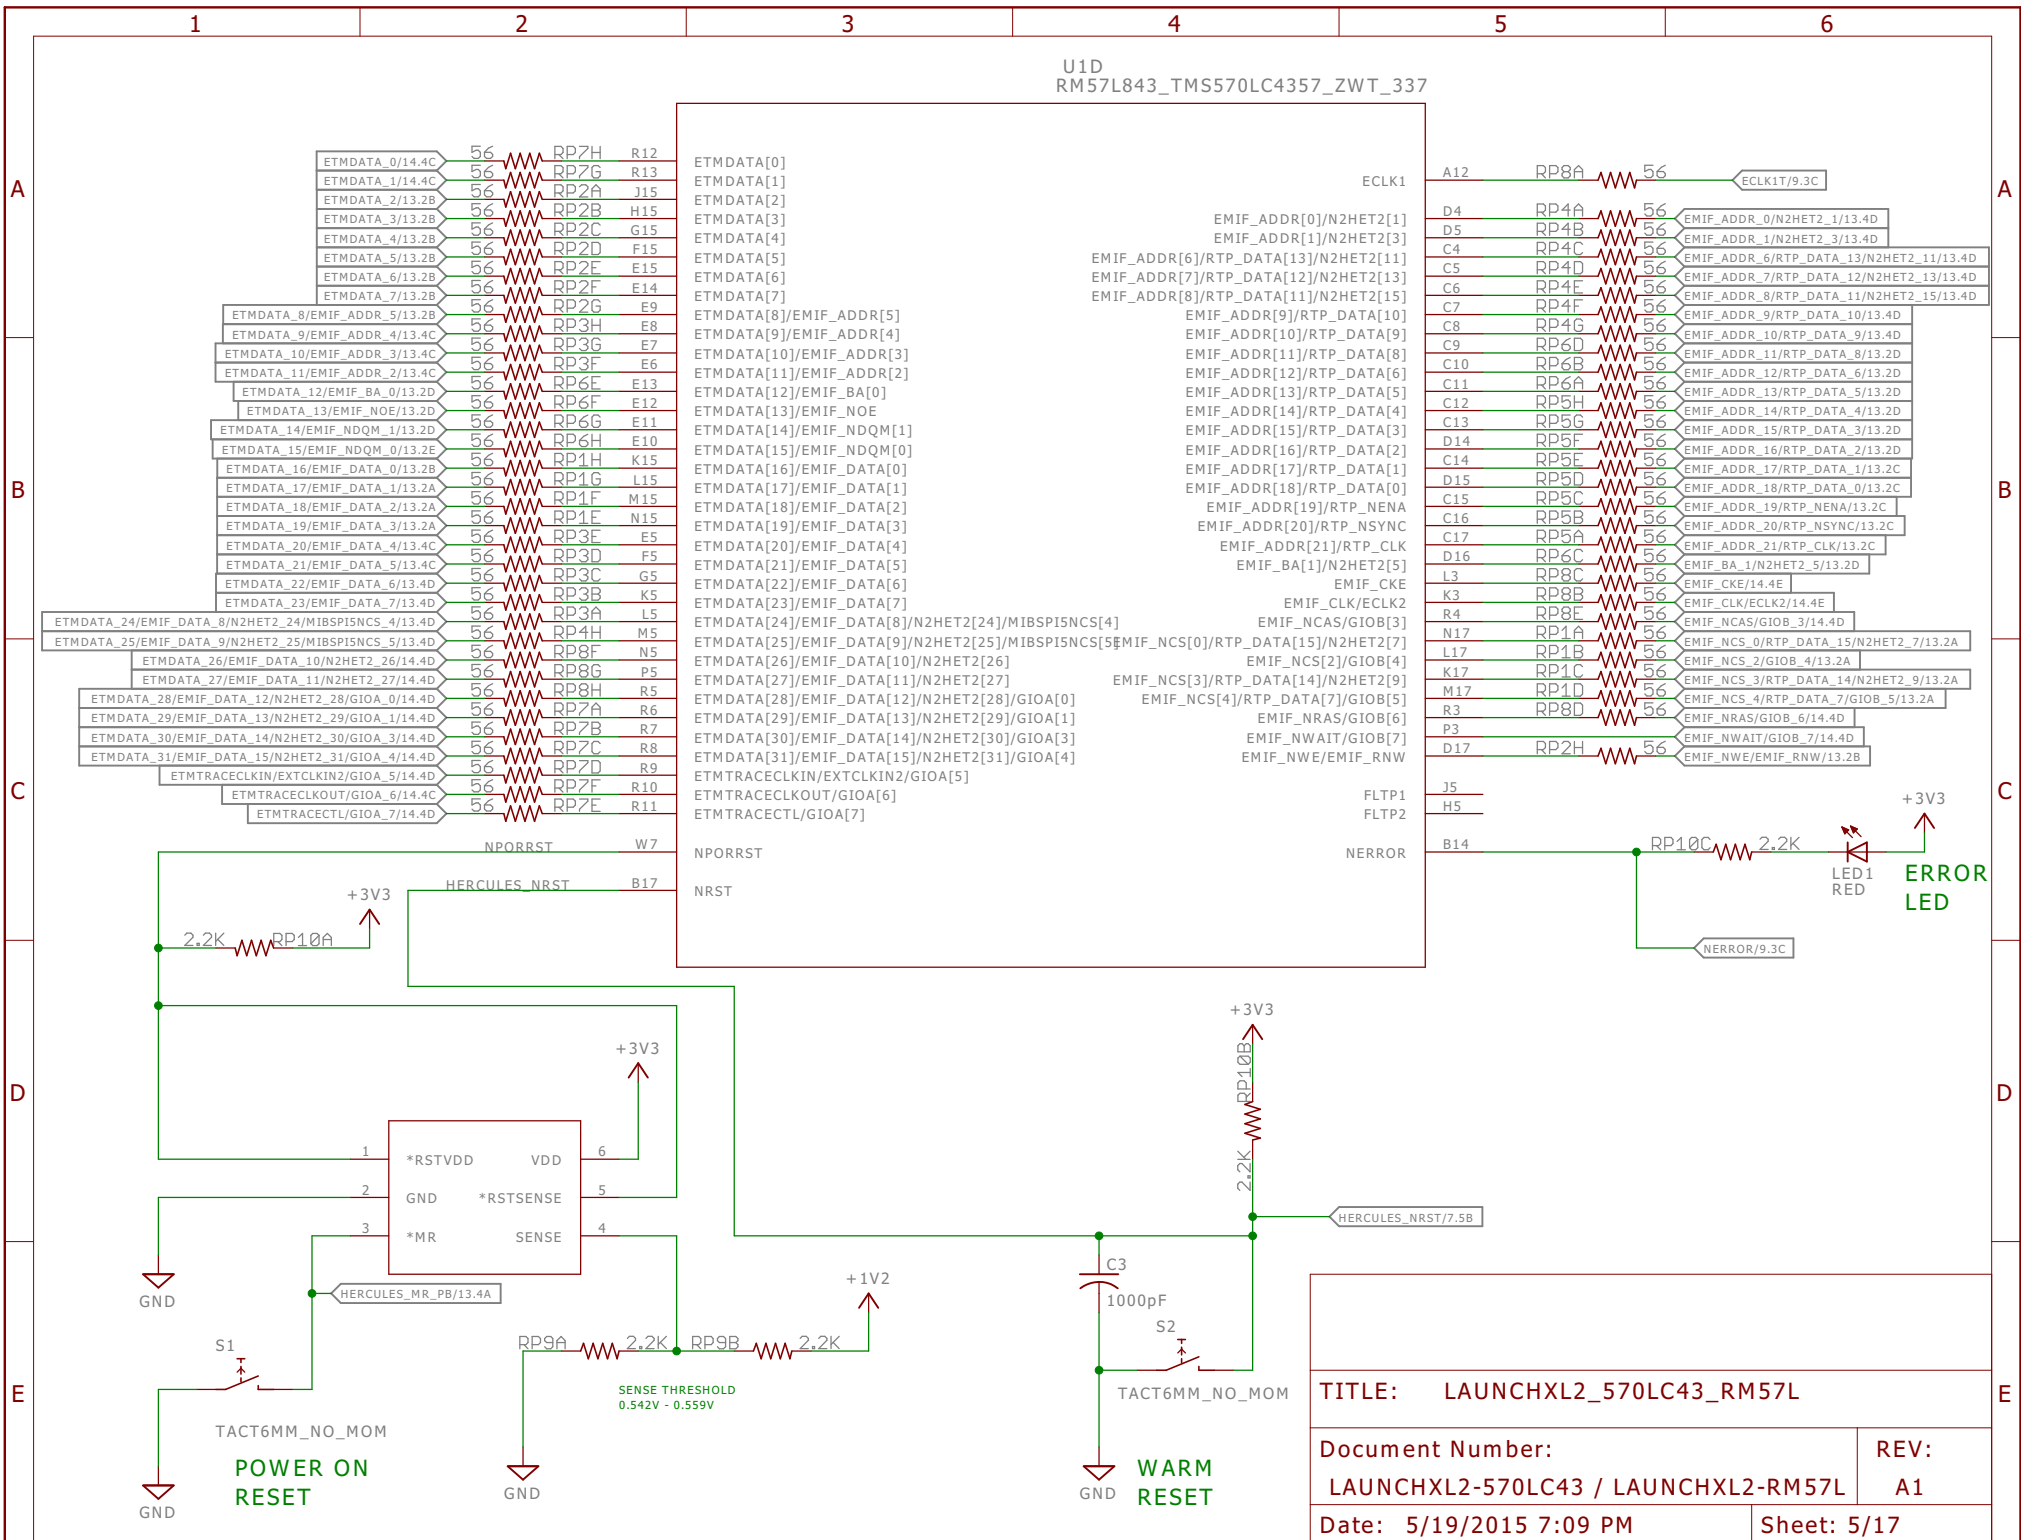 1 2 3 4 5 6
U1D
RM57L843_TMS570LC4357_ZWT_337
A A
B B
C C
D D
E E
ETMDATA_0/14.4C 56 RP7H R12 ETMDATA[0]
ETMDATA_1/14.4C 56 RP7G R13 ETMDATA[1]
ETMDATA_2/13.2B 56 RP2A J15 ETMDATA[2]
ETMDATA_3/13.2B 56 RP2B H15 ETMDATA[3]
ETMDATA_4/13.2B 56 RP2C G15 ETMDATA[4]
ETMDATA_5/13.2B 56 RP2D F15 ETMDATA[5]
ETMDATA_6/13.2B 56 RP2E E15 ETMDATA[6]
ETMDATA_7/13.2B 56 RP2F E14 ETMDATA[7]
ETMDATA_8/EMIF_ADDR_5/13.2B 56 RP2G E9 ETMDATA[8]/EMIF_ADDR[5]
ETMDATA_9/EMIF_ADDR_4/13.4C 56 RP3H E8 ETMDATA[9]/EMIF_ADDR[4]
ETMDATA_10/EMIF_ADDR_3/13.4C 56 RP3G E7 ETMDATA[10]/EMIF_ADDR[3]
ETMDATA_11/EMIF_ADDR_2/13.4C 56 RP3F E6 ETMDATA[11]/EMIF_ADDR[2]
ETMDATA_12/EMIF_BA_0/13.2D 56 RP6E E13 ETMDATA[12]/EMIF_BA[0]
ETMDATA_13/EMIF_NOE/13.2D 56 RP6F E12 ETMDATA[13]/EMIF_NOE
ETMDATA_14/EMIF_NDQM_1/13.2D 56 RP6G E11 ETMDATA[14]/EMIF_NDQM[1]
ETMDATA_15/EMIF_NDQM_0/13.2E 56 RP6H E10 ETMDATA[15]/EMIF_NDQM[0]
ETMDATA_16/EMIF_DATA_0/13.2B 56 RP1H K15 ETMDATA[16]/EMIF_DATA[0]
ETMDATA_17/EMIF_DATA_1/13.2A 56 RP1G L15 ETMDATA[17]/EMIF_DATA[1]
ETMDATA_18/EMIF_DATA_2/13.2A 56 RP1F M15 ETMDATA[18]/EMIF_DATA[2]
ETMDATA_19/EMIF_DATA_3/13.2A 56 RP1E N15 ETMDATA[19]/EMIF_DATA[3]
ETMDATA_20/EMIF_DATA_4/13.4C 56 RP3E E5 ETMDATA[20]/EMIF_DATA[4]
ETMDATA_21/EMIF_DATA_5/13.4C 56 RP3D F5 ETMDATA[21]/EMIF_DATA[5]
ETMDATA_22/EMIF_DATA_6/13.4D 56 RP3C G5 ETMDATA[22]/EMIF_DATA[6]
ETMDATA_23/EMIF_DATA_7/13.4D 56 RP3B K5 ETMDATA[23]/EMIF_DATA[7]
ETMDATA_24/EMIF_DATA_8/N2HET2_24/MIBSPI5NCS_4/13.4D 56 RP3A L5 ETMDATA[24]/EMIF_DATA[8]/N2HET2[24]/MIBSPI5NCS[4]
ETMDATA_25/EMIF_DATA_9/N2HET2_25/MIBSPI5NCS_5/13.4D 56 RP4H M5 ETMDATA[25]/EMIF_DATA[9]/N2HET2[25]/MIBSPI5NCS[5]
ETMDATA_26/EMIF_DATA_10/N2HET2_26/14.4D 56 RP8F N5 ETMDATA[26]/EMIF_DATA[10]/N2HET2[26]
ETMDATA_27/EMIF_DATA_11/N2HET2_27/14.4D 56 RP8G P5 ETMDATA[27]/EMIF_DATA[11]/N2HET2[27]
ETMDATA_28/EMIF_DATA_12/N2HET2_28/GIOA_0/14.4D 56 RP8H R5 ETMDATA[28]/EMIF_DATA[12]/N2HET2[28]/GIOA[0]
ETMDATA_29/EMIF_DATA_13/N2HET2_29/GIOA_1/14.4D 56 RP7A R6 ETMDATA[29]/EMIF_DATA[13]/N2HET2[29]/GIOA[1]
ETMDATA_30/EMIF_DATA_14/N2HET2_30/GIOA_3/14.4D 56 RP7B R7 ETMDATA[30]/EMIF_DATA[14]/N2HET2[30]/GIOA[3]
ETMDATA_31/EMIF_DATA_15/N2HET2_31/GIOA_4/14.4D 56 RP7C R8 ETMDATA[31]/EMIF_DATA[15]/N2HET2[31]/GIOA[4]
ETMTRACECLKIN/EXTCLKIN2/GIOA_5/14.4D 56 RP7D R9 ETMTRACECLKIN/EXTCLKIN2/GIOA[5]
ETMTRACECLKOUT/GIOA_6/14.4C 56 RP7F R10 ETMTRACECLKOUT/GIOA[6]
ETMTRACECTL/GIOA_7/14.4D 56 RP7E R11 ETMTRACECTL/GIOA[7]
NPORRST W7 NPORRST
HERCULES_NRST B17 NRST
ECLK1 A12 RP8A 56 ECLK1T/9.3C
EMIF_ADDR[0]/N2HET2[1] D4 RP4A 56 EMIF_ADDR_0/N2HET2_1/13.4D
EMIF_ADDR[1]/N2HET2[3] D5 RP4B 56 EMIF_ADDR_1/N2HET2_3/13.4D
EMIF_ADDR[6]/RTP_DATA[13]/N2HET2[11] C4 RP4C 56 EMIF_ADDR_6/RTP_DATA_13/N2HET2_11/13.4D
EMIF_ADDR[7]/RTP_DATA[12]/N2HET2[13] C5 RP4D 56 EMIF_ADDR_7/RTP_DATA_12/N2HET2_13/13.4D
EMIF_ADDR[8]/RTP_DATA[11]/N2HET2[15] C6 RP4E 56 EMIF_ADDR_8/RTP_DATA_11/N2HET2_15/13.4D
EMIF_ADDR[9]/RTP_DATA[10] C7 RP4F 56 EMIF_ADDR_9/RTP_DATA_10/13.4D
EMIF_ADDR[10]/RTP_DATA[9] C8 RP4G 56 EMIF_ADDR_10/RTP_DATA_9/13.4D
EMIF_ADDR[11]/RTP_DATA[8] C9 RP6D 56 EMIF_ADDR_11/RTP_DATA_8/13.2D
EMIF_ADDR[12]/RTP_DATA[6] C10 RP6B 56 EMIF_ADDR_12/RTP_DATA_6/13.2D
EMIF_ADDR[13]/RTP_DATA[5] C11 RP6A 56 EMIF_ADDR_13/RTP_DATA_5/13.2D
EMIF_ADDR[14]/RTP_DATA[4] C12 RP5H 56 EMIF_ADDR_14/RTP_DATA_4/13.2D
EMIF_ADDR[15]/RTP_DATA[3] C13 RP5G 56 EMIF_ADDR_15/RTP_DATA_3/13.2D
EMIF_ADDR[16]/RTP_DATA[2] D14 RP5F 56 EMIF_ADDR_16/RTP_DATA_2/13.2D
EMIF_ADDR[17]/RTP_DATA[1] C14 RP5E 56 EMIF_ADDR_17/RTP_DATA_1/13.2C
EMIF_ADDR[18]/RTP_DATA[0] D15 RP5D 56 EMIF_ADDR_18/RTP_DATA_0/13.2C
EMIF_ADDR[19]/RTP_NENA C15 RP5C 56 EMIF_ADDR_19/RTP_NENA/13.2C
EMIF_ADDR[20]/RTP_NSYNC C16 RP5B 56 EMIF_ADDR_20/RTP_NSYNC/13.2C
EMIF_ADDR[21]/RTP_CLK C17 RP5A 56 EMIF_ADDR_21/RTP_CLK/13.2C
EMIF_BA[1]/N2HET2[5] D16 RP6C 56 EMIF_BA_1/N2HET2_5/13.2D
EMIF_CKE L3 RP8C 56 EMIF_CKE/14.4E
EMIF_CLK/ECLK2 K3 RP8B 56 EMIF_CLK/ECLK2/14.4E
EMIF_NCAS/GIOB[3] R4 RP8E 56 EMIF_NCAS/GIOB_3/14.4D
EMIF_NCS[0]/RTP_DATA[15]/N2HET2[7] N17 RP1A 56 EMIF_NCS_0/RTP_DATA_15/N2HET2_7/13.2A
EMIF_NCS[2]/GIOB[4] L17 RP1B 56 EMIF_NCS_2/GIOB_4/13.2A
EMIF_NCS[3]/RTP_DATA[14]/N2HET2[9] K17 RP1C 56 EMIF_NCS_3/RTP_DATA_14/N2HET2_9/13.2A
EMIF_NCS[4]/RTP_DATA[7]/GIOB[5] M17 RP1D 56 EMIF_NCS_4/RTP_DATA_7/GIOB_5/13.2A
EMIF_NRAS/GIOB[6] R3 RP8D 56 EMIF_NRAS/GIOB_6/14.4D
EMIF_NWAIT/GIOB[7] P3 EMIF_NWAIT/GIOB_7/14.4D
EMIF_NWE/EMIF_RNW D17 RP2H 56 EMIF_NWE/EMIF_RNW/13.2B
FLTP1 J5
FLTP2 H5
NERROR B14 RP10C 2.2K
LED1
RED
+3V3
ERROR
LED
NERROR/9.3C
2.2K RP10A +3V3
+3V3
1 *RSTVDD VDD 6
2 GND *RSTSENSE 5
3 *MR SENSE 4
GND
HERCULES_MR_PB/13.4A
S1
TACT6MM_NO_MOM
POWER ON
RESET
GND
RP9A 2.2K RP9B 2.2K +1V2
SENSE THRESHOLD
0.542V - 0.559V
GND
+3V3
RP10B
2.2K
HERCULES_NRST/7.5B
C3
1000pF
S2
TACT6MM_NO_MOM
GND
WARM
RESET
TITLE: LAUNCHXL2_570LC43_RM57L
Document Number: REV:
LAUNCHXL2-570LC43 / LAUNCHXL2-RM57L A1
Date: 5/19/2015 7:09 PM Sheet: 5/17